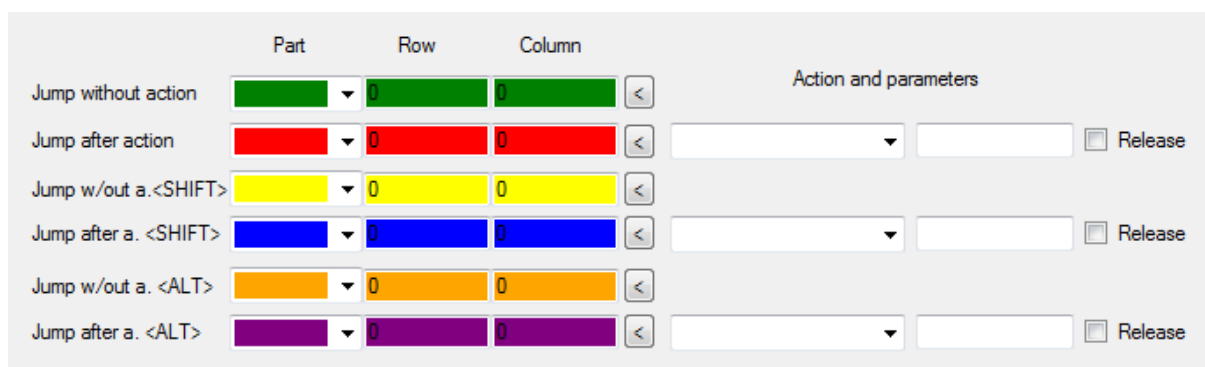 Part Row Column
Action and parameters
Jump without action 0 0 <
Jump after action 0 0 < Release
Jump w/out a.<SHIFT> 0 0 <
Jump after a. <SHIFT> 0 0 < Release
Jump w/out a. <ALT> 0 0 <
Jump after a. <ALT> 0 0 < Release